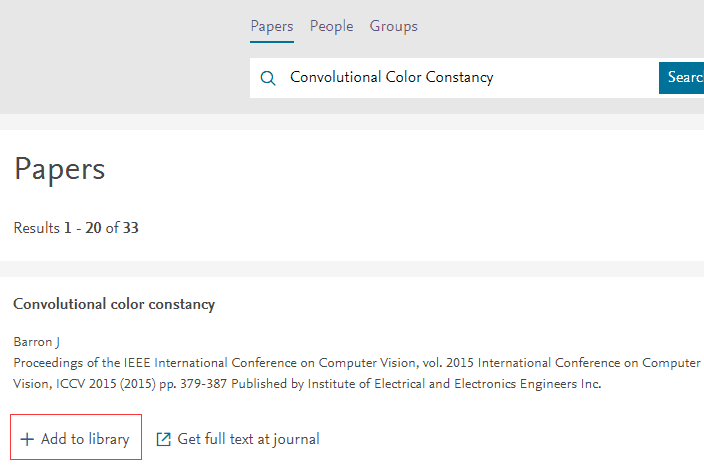 Papers People Groups
Convolutional Color Constancy
Searc
Papers
Results 1 - 20 of 33
Convolutional color constancy
Barron J
Proceedings of the IEEE International Conference on Computer Vision, vol. 2015 International Conference on Computer
Vision, ICCV 2015 (2015) pp. 379-387 Published by Institute of Electrical and Electronics Engineers Inc.
+ Add to library Get full text at journal